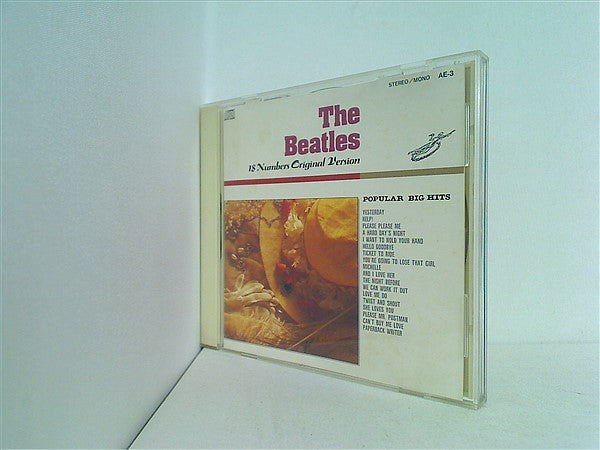 STEREO/MONO AE-3
The
Beatles
18 Numbers Original Version
POPULAR BIG HITS
YESTERDAY
HELP!
PLEASE PLEASE ME
A HARD DAY'S NIGHT
I WANT TO HOLD YOUR HAND
HELLO GOODBYE
TICKET TO RIDE
YOU'RE GOING TO LOSE THAT GIRL
MICHELLE
AND I LOVE HER
THE NIGHT BEFORE
WE CAN WORK IT OUT
LOVE ME DO
TWIST AND SHOUT
SHE LOVES YOU
PLEASE MR. POSTMAN
CAN'T BUY ME LOVE
PAPERBACK WRITER